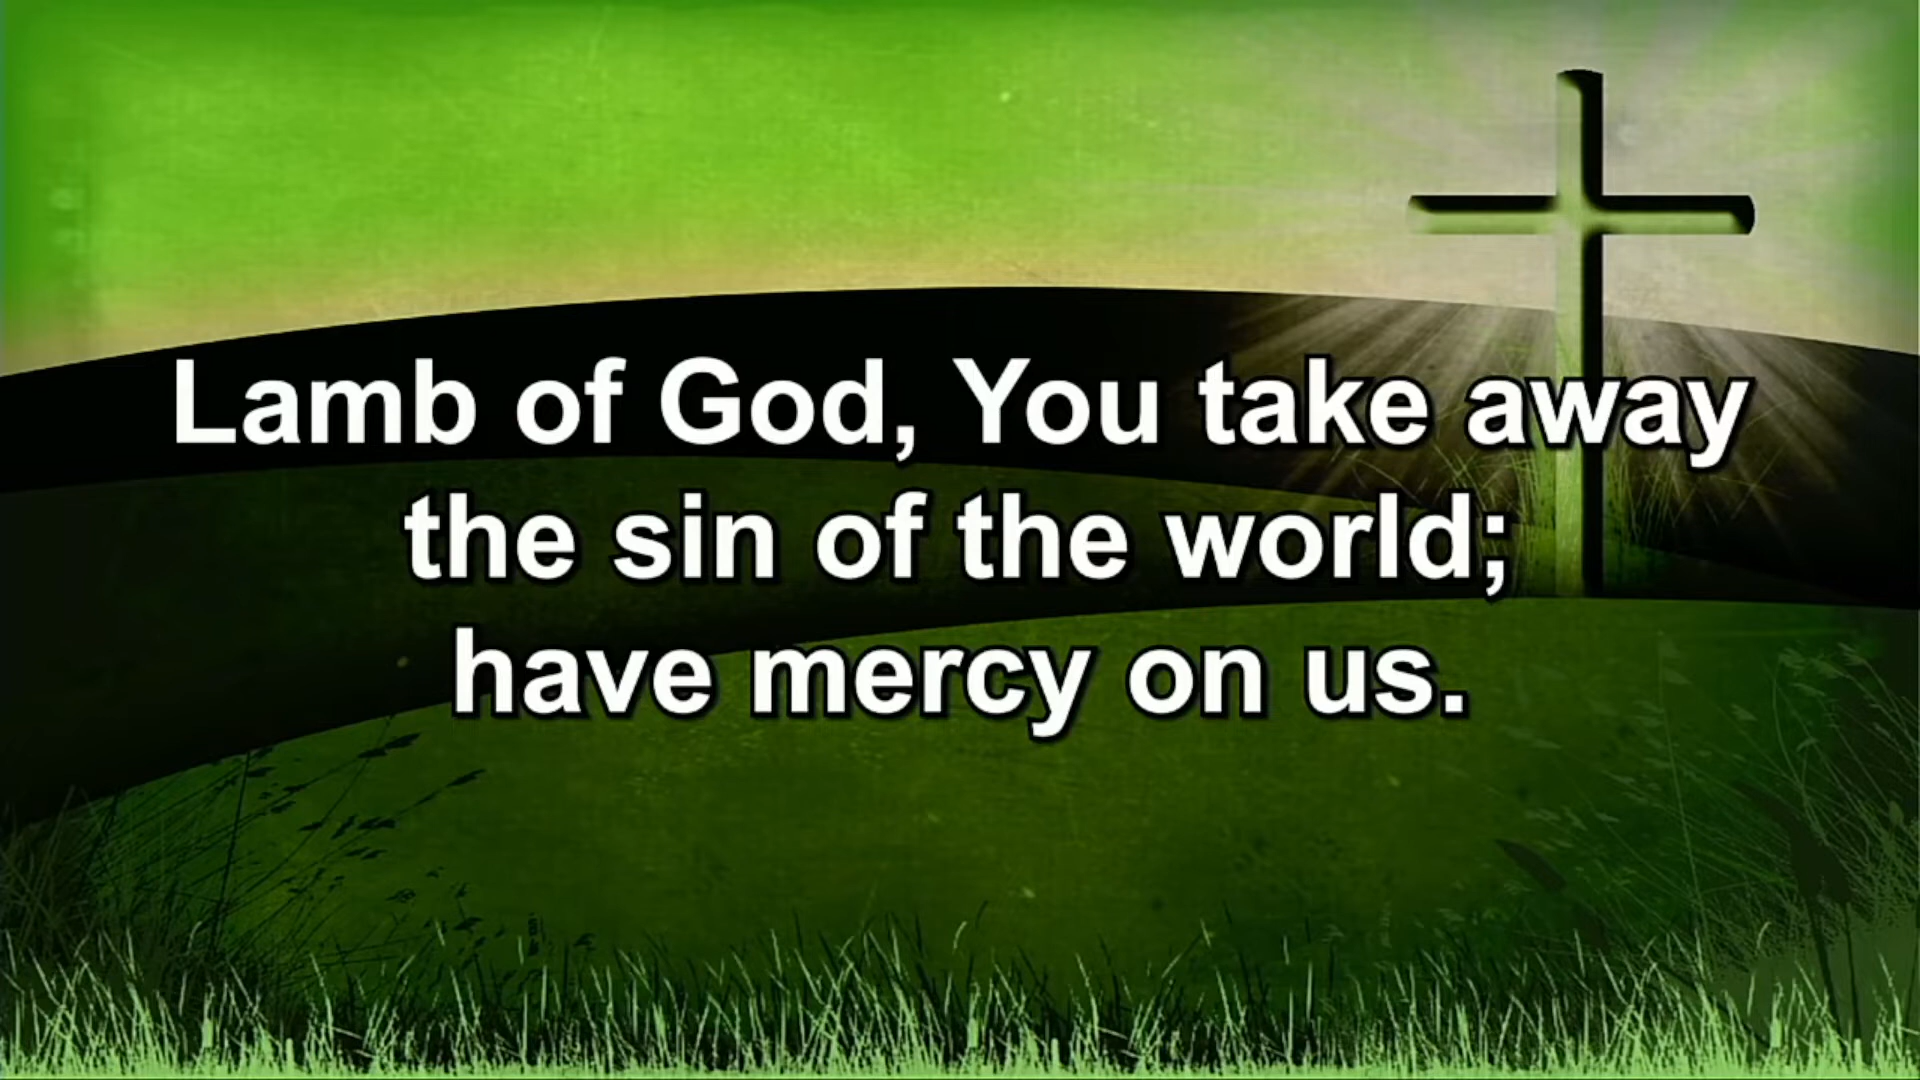 Lamb of God, You take away
the sin of the world;
have mercy on us.